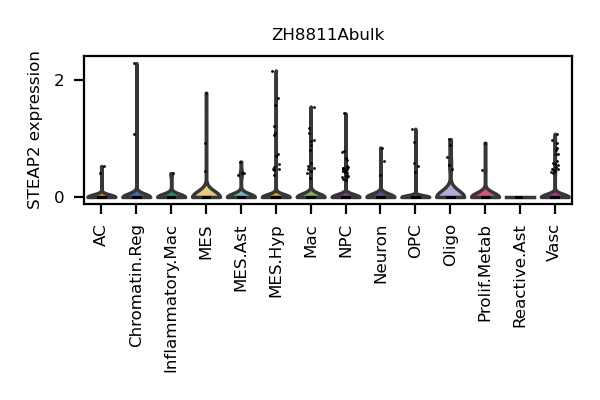 ZH8811Abulk
STEAP2 expression
2
0
AC
Chromatin.Reg
Inflammatory.Mac
MES
MES.Ast
MES.Hyp
Mac
NPC
Neuron
OPC
Oligo
Prolif.Metab
Reactive.Ast
Vasc